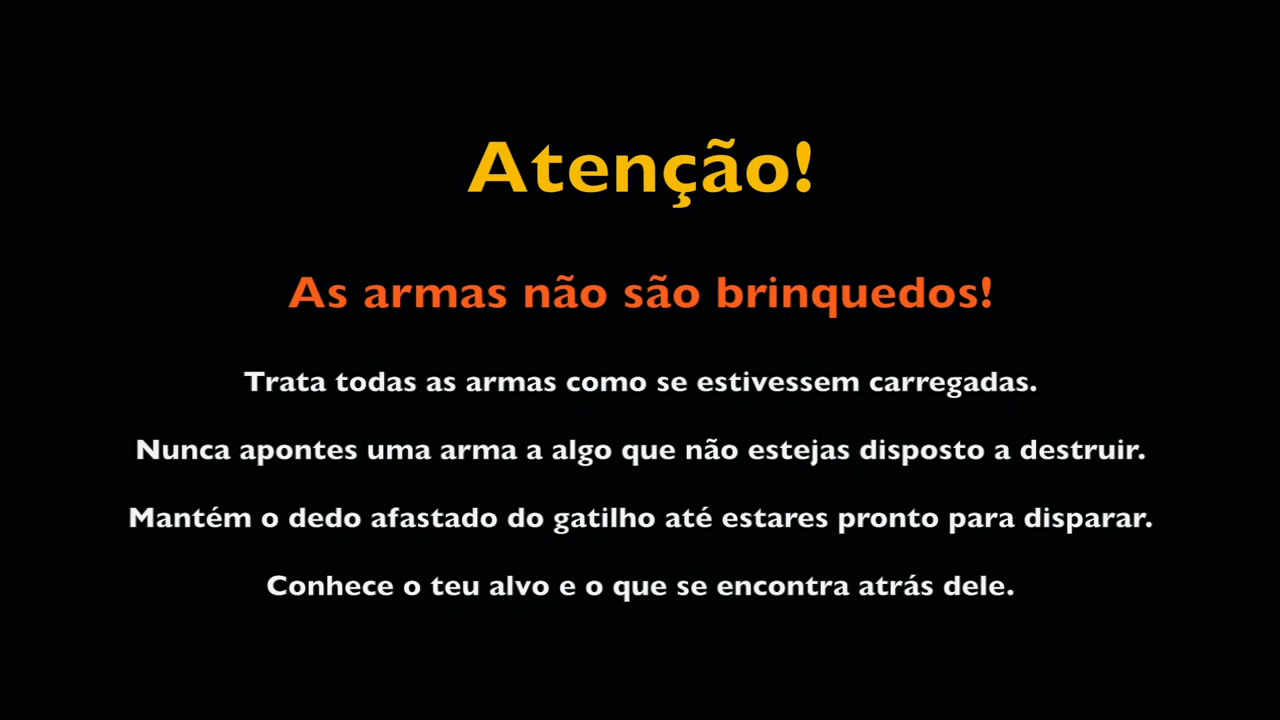 Atenção!
As armas não são brinquedos!
Trata todas as armas como se estivessem carregadas.
Nunca apontes uma arma a algo que não estejas disposto a destruir.
Mantém o dedo afastado do gatilho até estares pronto para disparar.
Conhece o teu alvo e o que se encontra atrás dele.